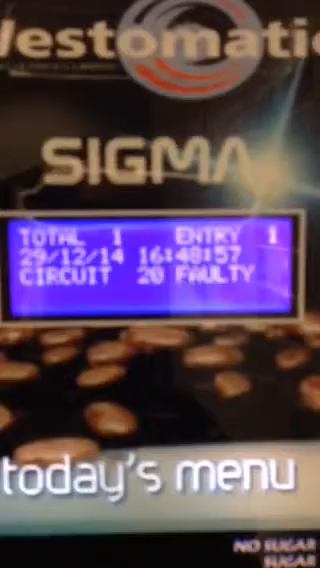 Westomatic
SIGMA
TOTAL 1 ENTRY 1
29/12/14 16:48:57
CIRCUIT 20 FAULTY
today's menu
NO SUGAR
SUGAR